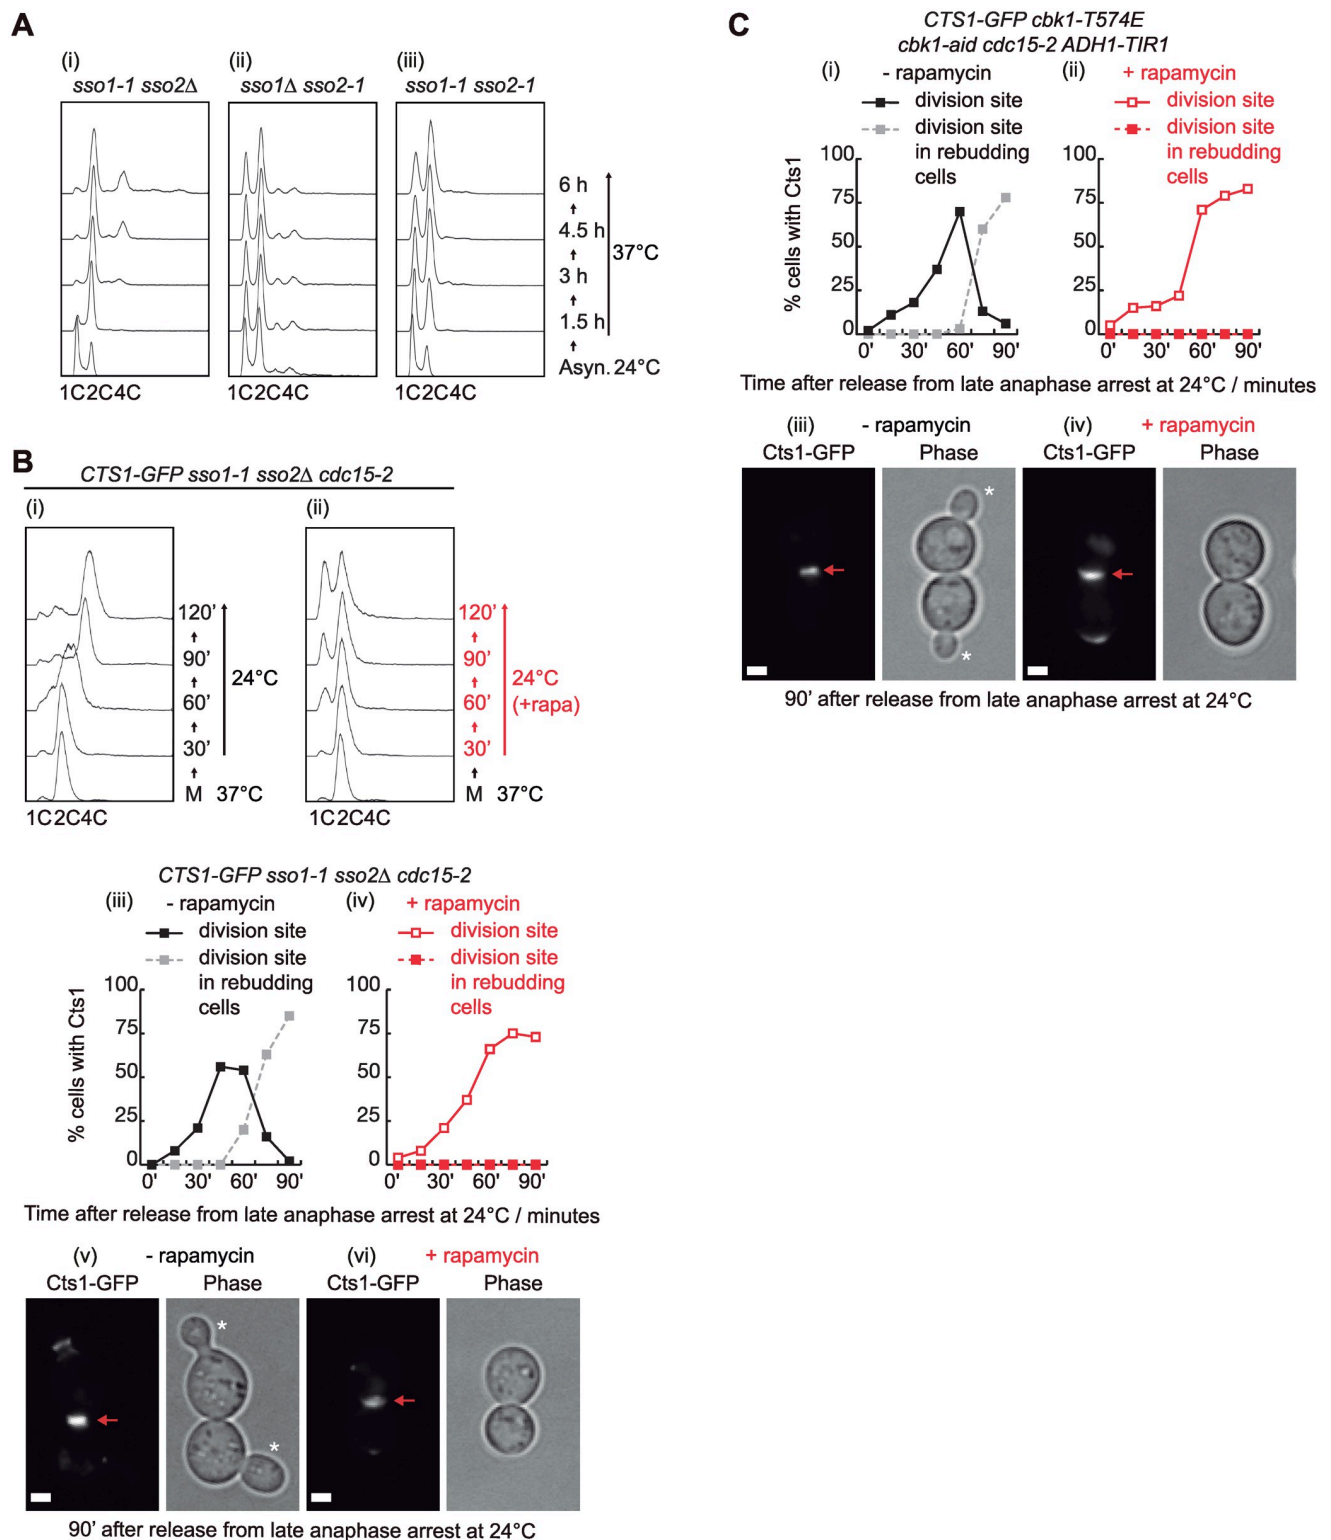 A
(i)
sso1-1 sso2Δ
(ii)
sso1Δ sso2-1
(iii)
sso1-1 sso2-1
6 h
4.5 h
3 h
1.5 h
37°C
Asyn. 24°C
1C2C4C
1C2C4C
1C2C4C
B
CTS1-GFP sso1-1 sso2Δ cdc15-2
(i)
(ii)
120'
90'
60'
30'
24°C
M 37°C
120'
90'
60'
30'
24°C
(+rapa)
M 37°C
1C2C4C
1C2C4C
CTS1-GFP sso1-1 sso2Δ cdc15-2
(iii)
- rapamycin
division site
division site
in rebudding
cells
(iv)
+ rapamycin
division site
division site
in rebudding
cells
% cells with Cts1
100
75
50
25
0
0' 30' 60' 90'
100
75
50
25
0
0' 30' 60' 90'
Time after release from late anaphase arrest at 24°C / minutes
(v) - rapamycin
Cts1-GFP Phase
*
*
(vi) + rapamycin
Cts1-GFP Phase
90' after release from late anaphase arrest at 24°C
C
CTS1-GFP cbk1-T574E
cbk1-aid cdc15-2 ADH1-TIR1
(i)
- rapamycin
division site
division site
in rebudding
cells
(ii)
+ rapamycin
division site
division site
in rebudding
cells
% cells with Cts1
100
75
50
25
0
0' 30' 60' 90'
100
75
50
25
0
0' 30' 60' 90'
Time after release from late anaphase arrest at 24°C / minutes
(iii) - rapamycin
Cts1-GFP Phase
*
*
(iv) + rapamycin
Cts1-GFP Phase
90' after release from late anaphase arrest at 24°C